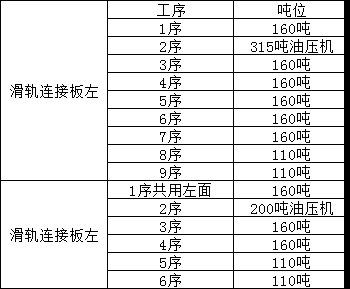 工序 吨位
滑轨连接板左
1序 160吨
2序 315吨油压机
3序 160吨
4序 160吨
5序 160吨
6序 160吨
7序 160吨
8序 110吨
9序 110吨
滑轨连接板左
1序共用左面 160吨
2序 200吨油压机
3序 160吨
4序 160吨
5序 110吨
6序 110吨